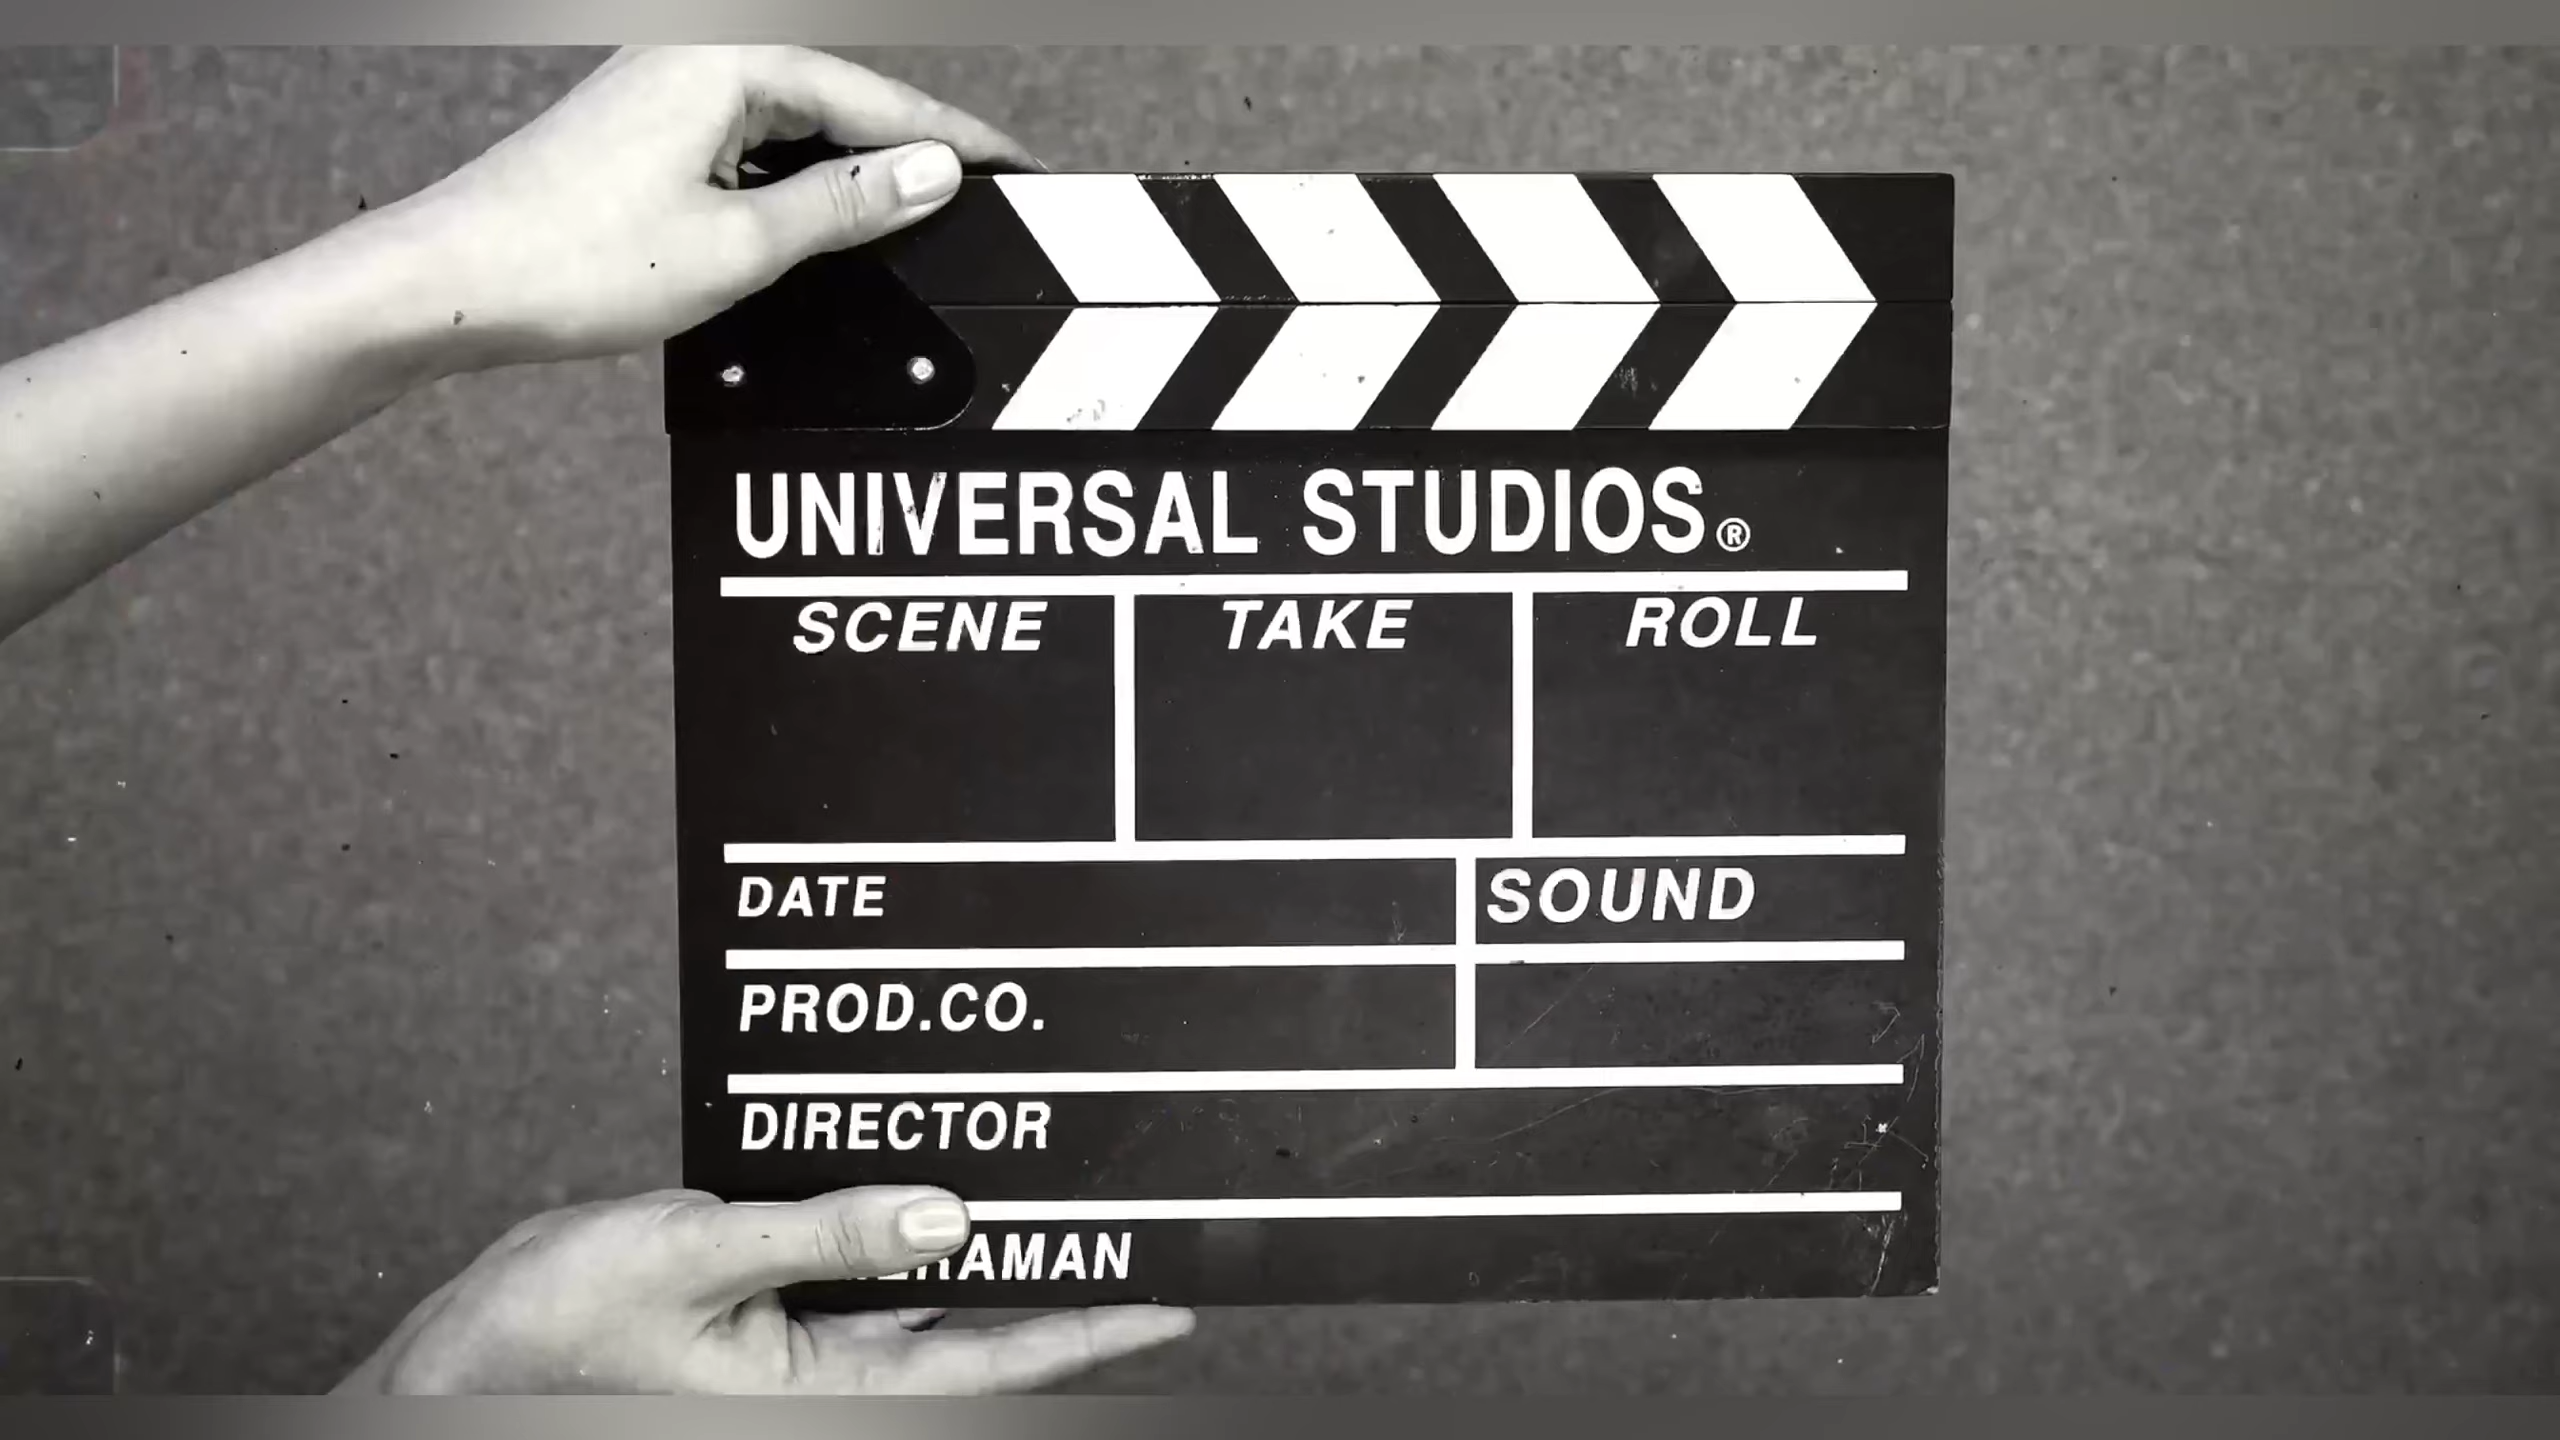 UNIVERSAL STUDIOS®
SCENE TAKE ROLL
DATE SOUND
PROD.CO.
DIRECTOR